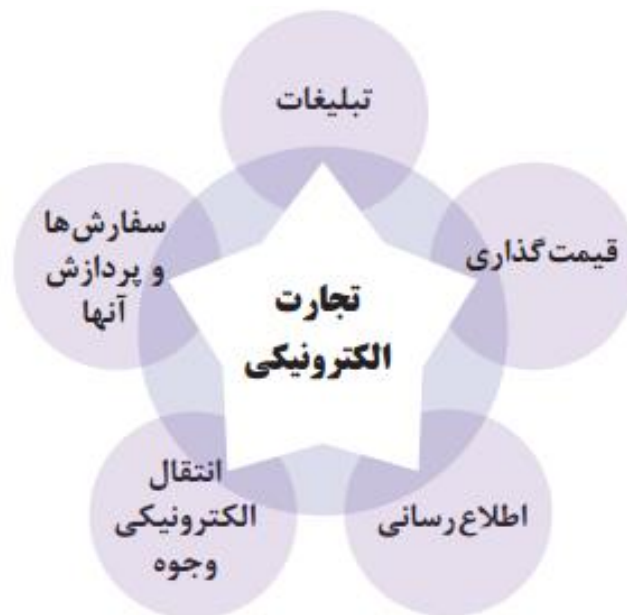 تبلیغات
قیمت‌گذاری
اطلاع‌رسانی
انتقال
الکترونیکی
وجوه
سفارش‌ها
و پردازش
آنها
تجارت
الکترونیکی